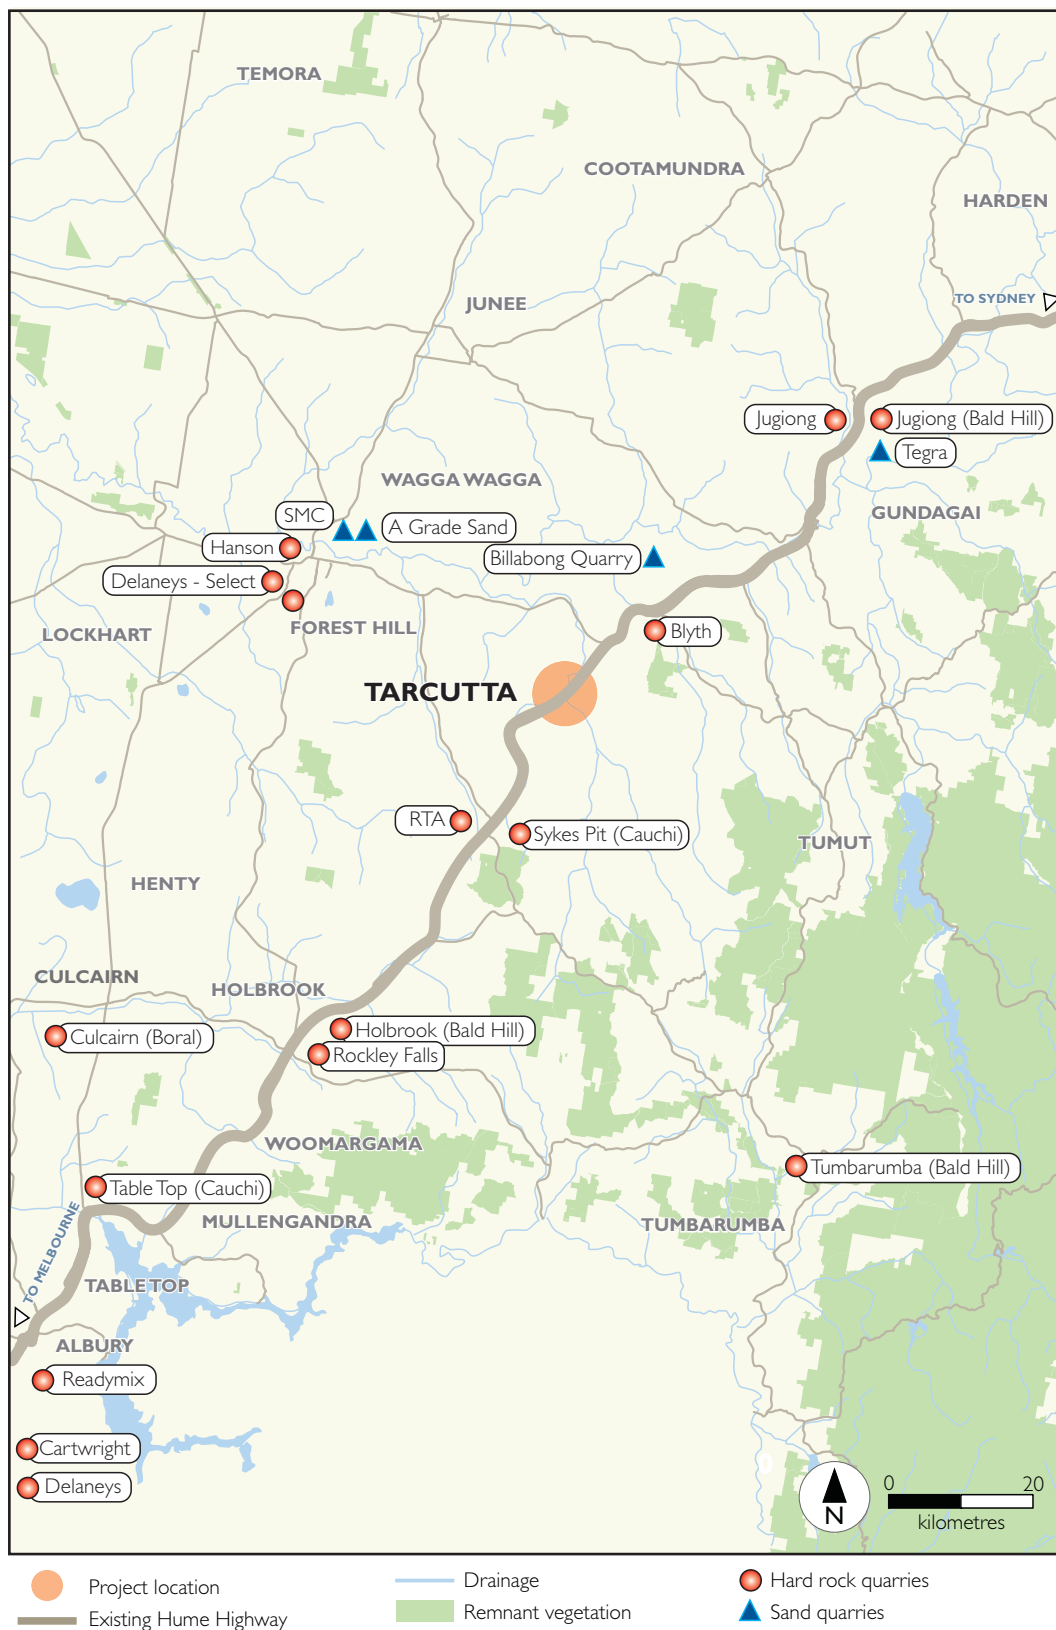 TEMORA
COOTAMUNDRA
HARDEN
TO SYDNEY
JUNEE
Jugiong
Jugiong (Bald Hill)
Tegra
WAGGA WAGGA
GUNDAGAI
SMC
A Grade Sand
Hanson
Billabong Quarry
Delaneys - Select
LOCKHART
FOREST HILL
Blyth
TARCUTTA
RTA
Sykes Pit (Cauchi)
TUMUT
HENTY
CULCAIRN
HOLBROOK
Culcairn (Boral)
Holbrook (Bald Hill)
Rockley Falls
WOOMARGAMA
Tumbarumba (Bald Hill)
Table Top (Cauchi)
MULLENGANDRA
TUMBARUMBA
TO MELBOURNE
TABLE TOP
ALBURY
Readymix
Cartwright
Delaneys
N
0 20
kilometres
Project location
Existing Hume Highway
Drainage
Remnant vegetation
Hard rock quarries
Sand quarries